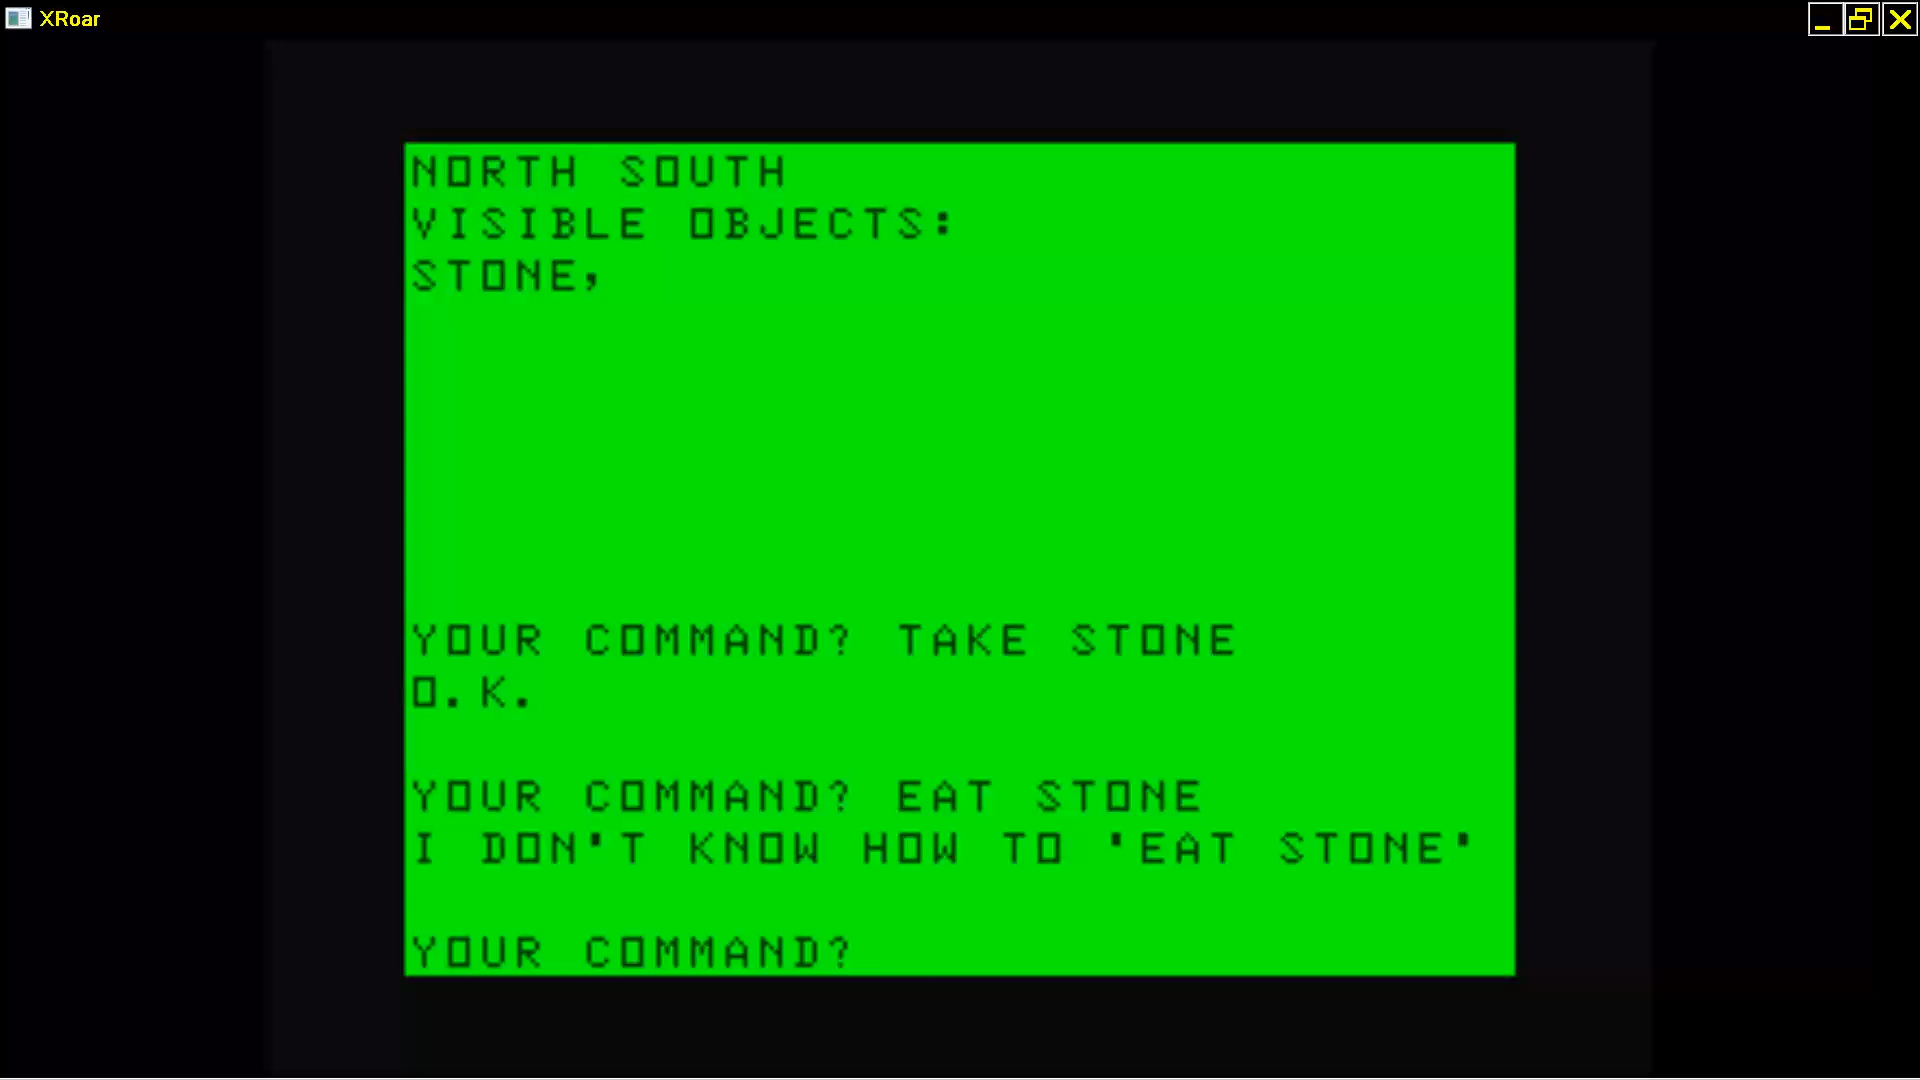 XRoar
NORTH SOUTH
VISIBLE OBJECTS:
STONE,
YOUR COMMAND? TAKE STONE
O.K.
YOUR COMMAND? EAT STONE
I DON'T KNOW HOW TO 'EAT STONE'
YOUR COMMAND?